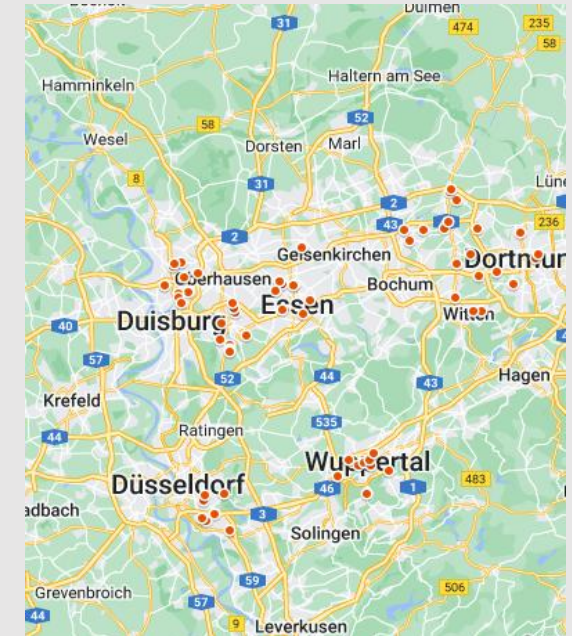 Dülmen
31
474
235
58
Haltern am See
Hamminkeln
58
52
Wesel
Dorsten
Marl
8
31
2
Lüne
43
236
2
Gelsenkirchen
Dortmun
Oberhausen
Bochum
Essen
Duisburg
Witten
40
57
Hagen
52
44
43
Krefeld
535
44
Ratingen
Wuppertal
Düsseldorf
483
46
1
adbach
3
Solingen
59
506
Grevenbroich
57
44
9
Leverkusen